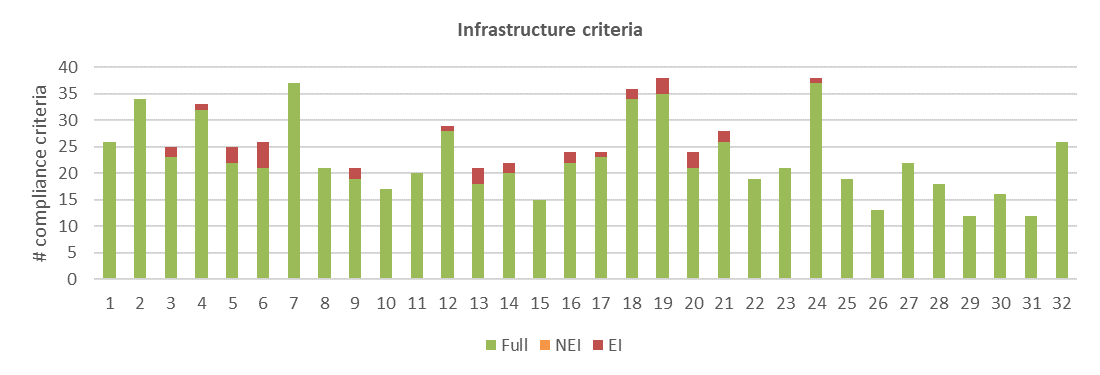 Infrastructure criteria
# compliance criteria
40
35
30
25
20
15
10
5
0
1 2 3 4 5 6 7 8 9 10 11 12 13 14 15 16 17 18 19 20 21 22 23 24 25 26 27 28 29 30 31 32
Full NEI EI